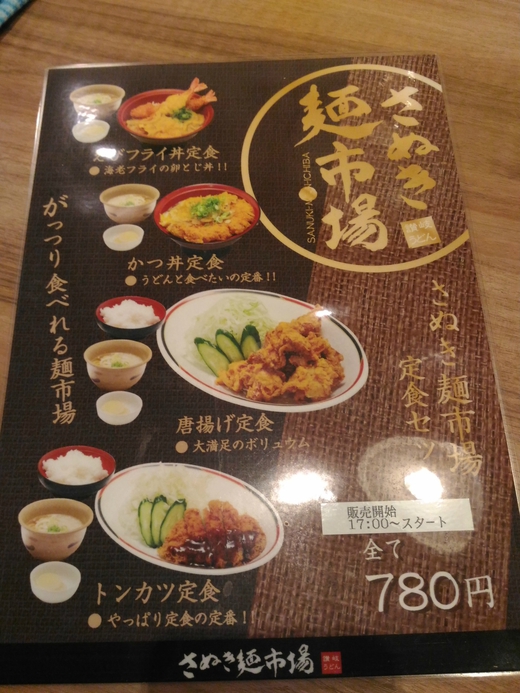 さぬき
麺市場
讃岐
うどん
さぬき麺市場
定食セット
がっつり食べれる麺市場
えびフライ丼定食
●海老フライの卵とじ丼!!
かつ丼定食
●うどんと食べたいの定番!!
唐揚げ定食
●大満足のボリュウム
トンカツ定食
●やっぱり定食の定番!!
販売開始
17:00～スタート
全て
780円
さぬき麺市場
讃岐
うどん